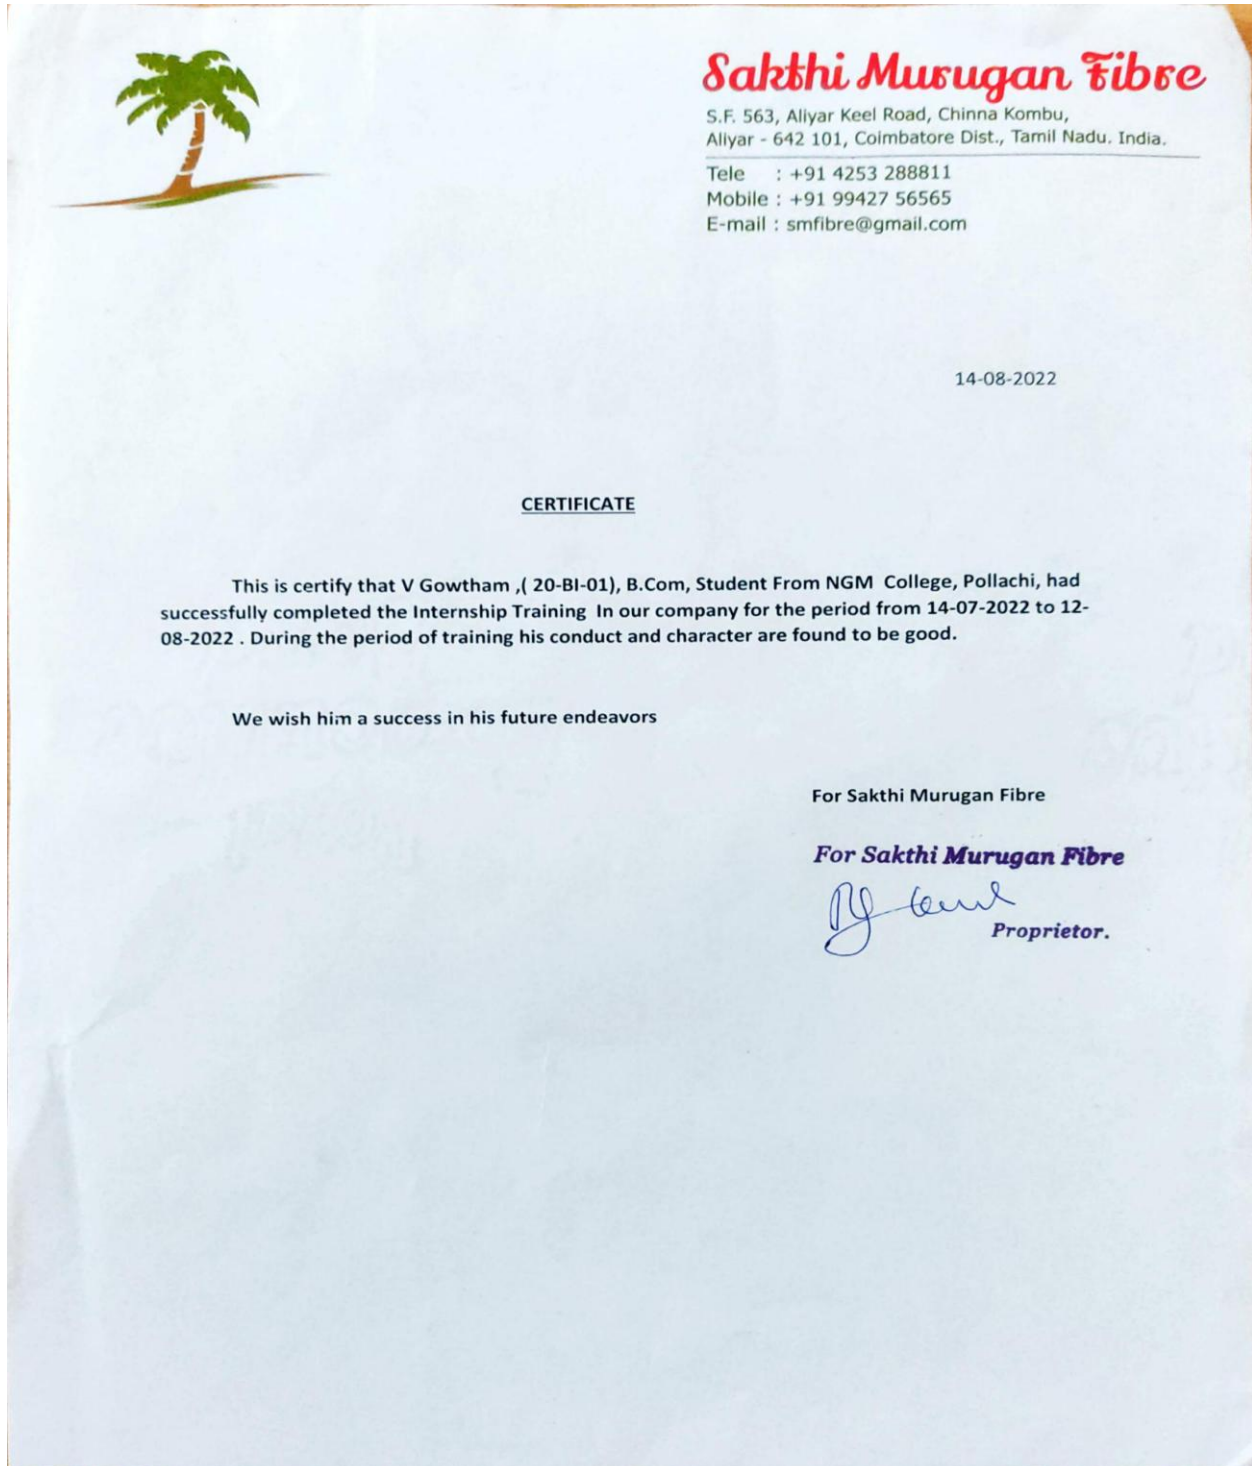 Sakthi Murugan Fibre
S.F. 563, Aliyar Keel Road, Chinna Kombu,
Aliyar - 642 101, Coimbatore Dist., Tamil Nadu. India.
Tele : +91 4253 288811
Mobile : +91 99427 56565
E-mail : smfibre@gmail.com
14-08-2022
CERTIFICATE
This is certify that V Gowtham ,( 20-BI-01), B.Com, Student From NGM College, Pollachi, had
successfully completed the Internship Training In our company for the period from 14-07-2022 to 12-
08-2022 . During the period of training his conduct and character are found to be good.
We wish him a success in his future endeavors
For Sakthi Murugan Fibre
For Sakthi Murugan Fibre
Proprietor.